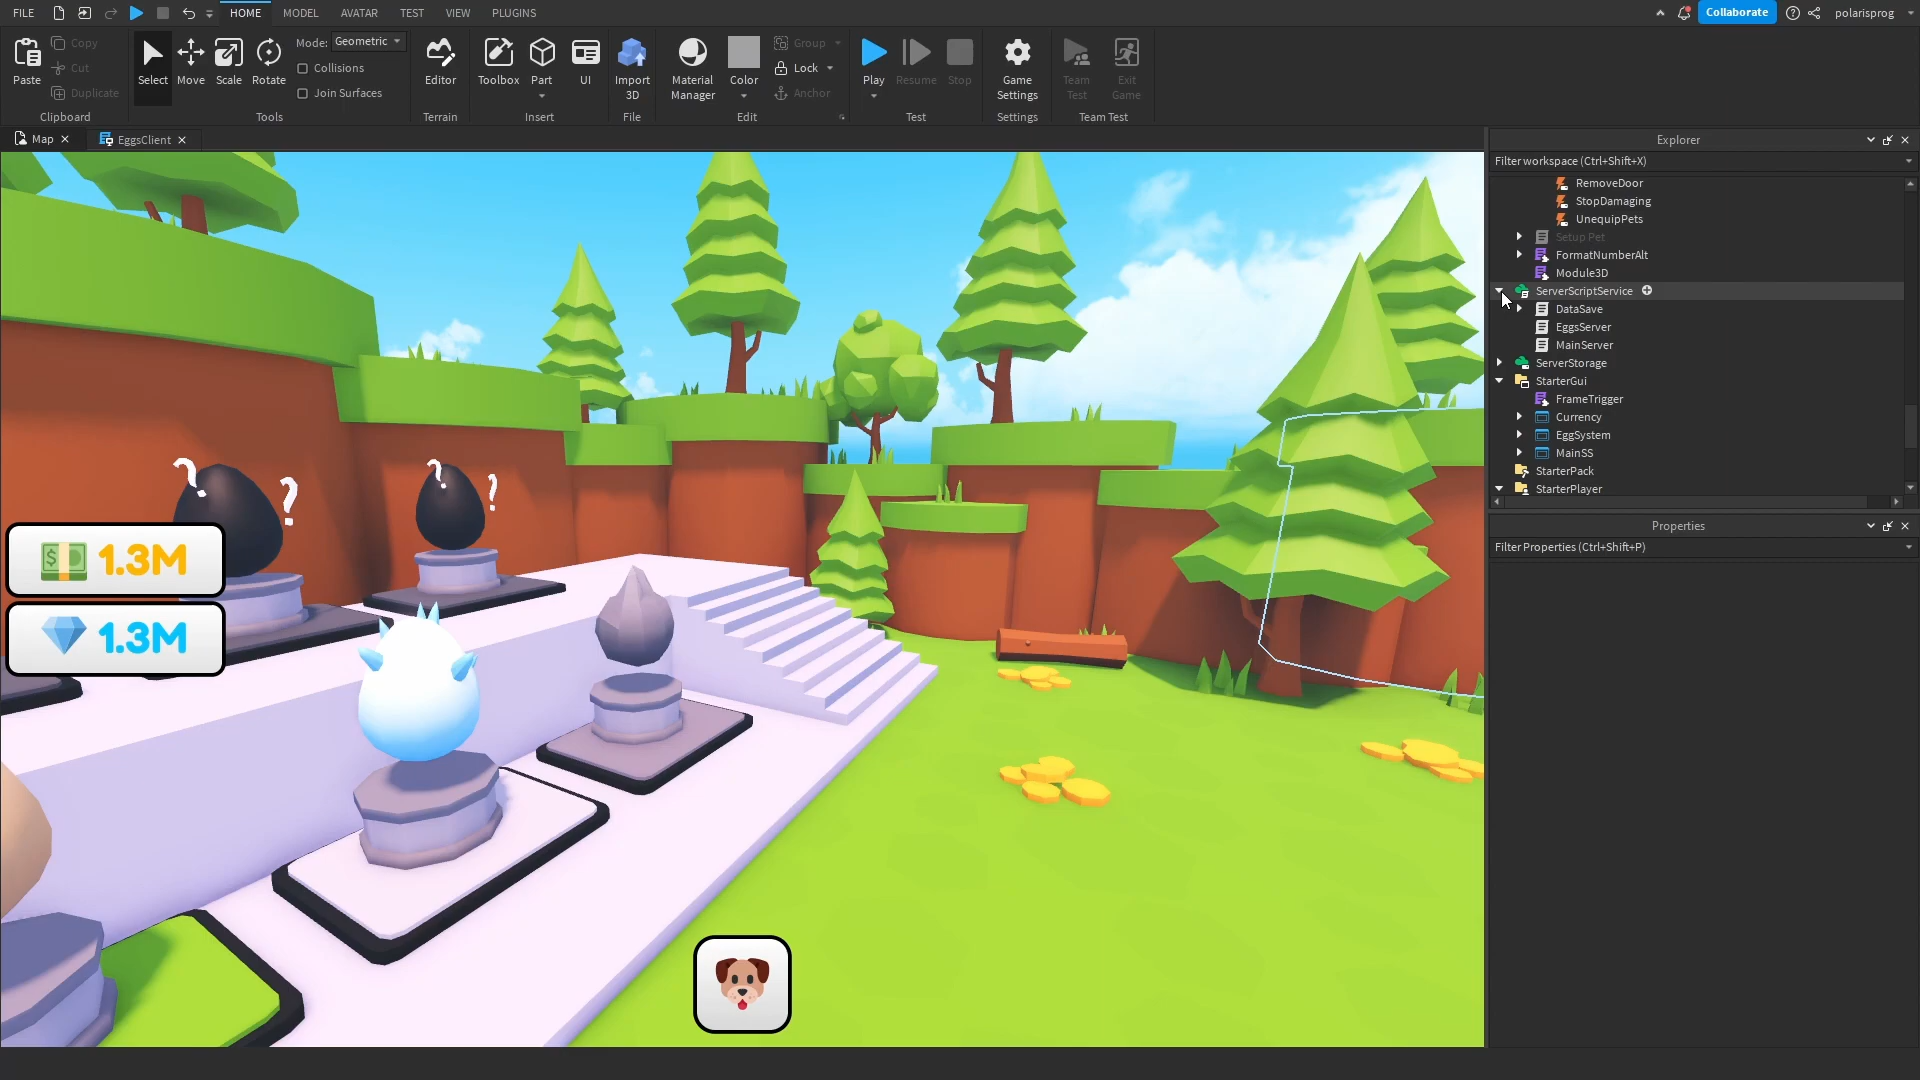 FILE
HOME
MODEL
AVATAR
TEST
VIEW
PLUGINS
Collaborate
polarisprog
Paste
Copy
Cut
Duplicate
Clipboard
Select
Move
Scale
Rotate
Mode:
Geometric
Collisions
Join Surfaces
Tools
Editor
Terrain
Toolbox
Part
UI
Insert
Import
3D
File
Material
Manager
Color
Group
Lock
Anchor
Edit
Play
Resume
Stop
Test
Game
Settings
Settings
Team
Test
Exit
Game
Team Test
Map
EggsClient
? ?
? ?
$ 1.3M
1.3M
Explorer
Filter workspace (Ctrl+Shift+X)
RemoveDoor
StopDamaging
UnequipPets
Setup Pet
FormatNumberAlt
Module3D
ServerScriptService
DataSave
EggsServer
MainServer
ServerStorage
StarterGui
FrameTrigger
Currency
EggSystem
MainSS
StarterPack
StarterPlayer
Properties
Filter Properties (Ctrl+Shift+P)